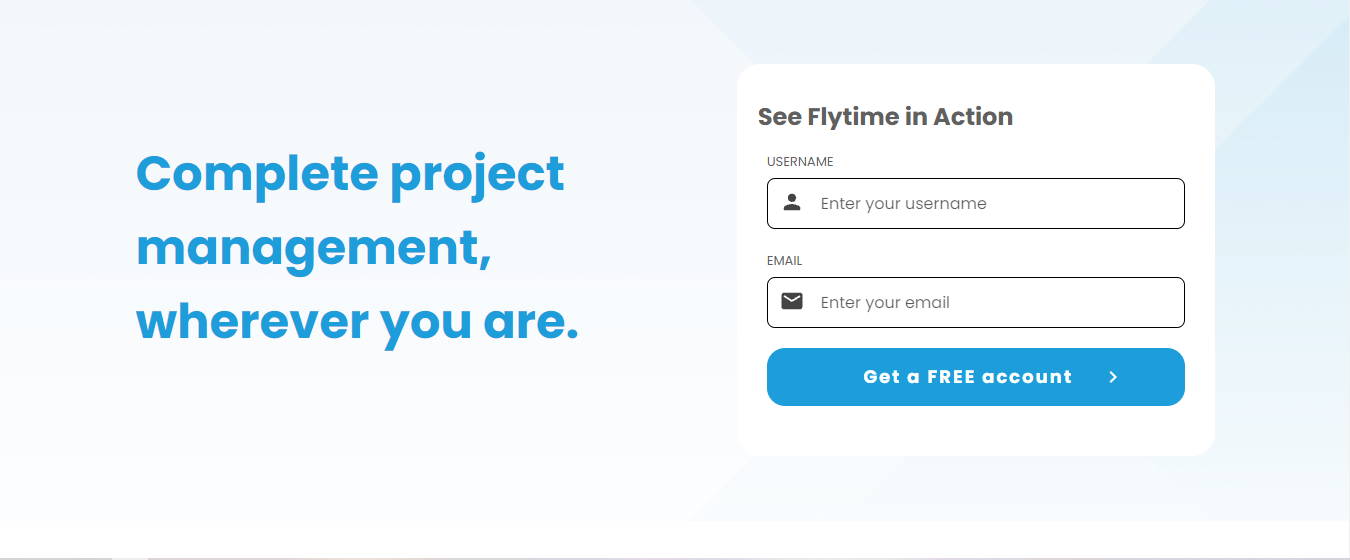 Complete project
management,
wherever you are.
See Flytime in Action
USERNAME
Enter your username
EMAIL
Enter your email
Get a FREE account